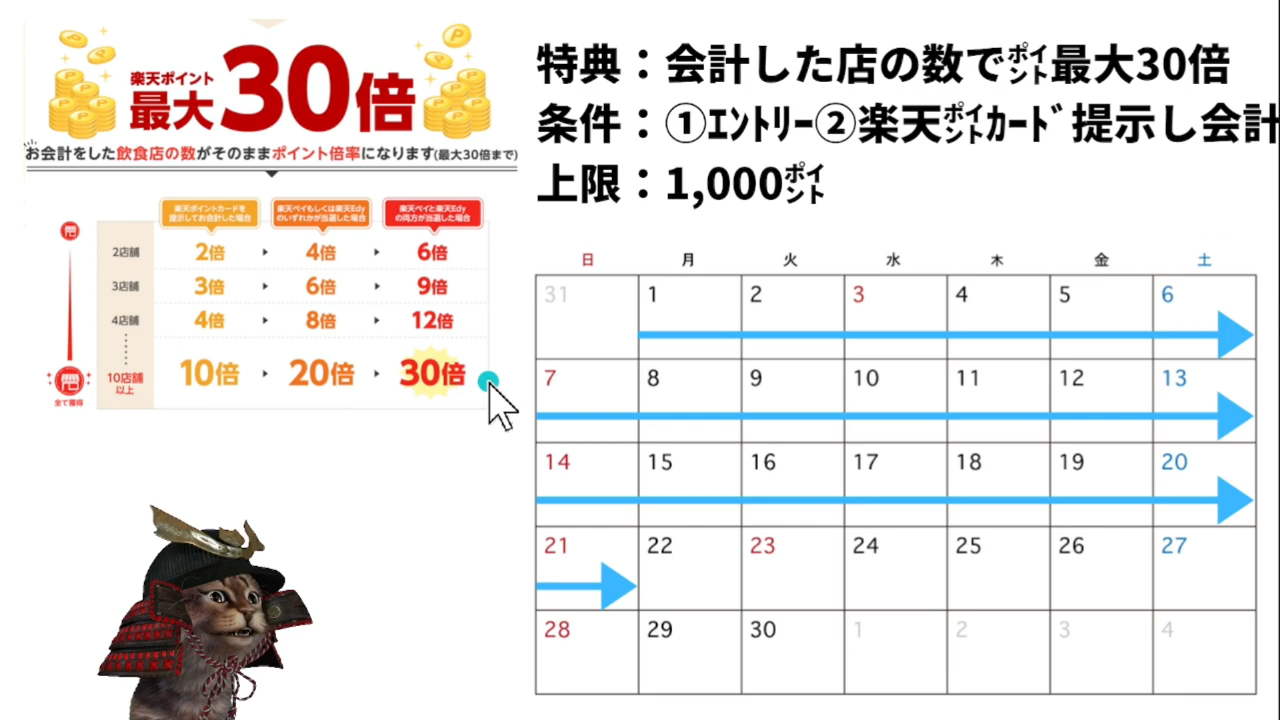 楽天ポイント
最大30倍
お会計をした飲食店の数がそのままポイント倍率になります(最大30倍まで)
楽天ポイントカードを
提示してお会計した場合
楽天ペイもしくは楽天Edy
のいずれかが当選した場合
楽天ペイと楽天Edy
の両方が当選した場合
2店舗 2倍 4倍 6倍
3店舗 3倍 6倍 9倍
4店舗 4倍 8倍 12倍
10店舗
以上
10倍 20倍 30倍
全て獲得
特典：会計した店の数で㌽最大30倍
条件：①ｴﾝﾄﾘｰ②楽天㌽ｶｰﾄﾞ提示し会計
上限：1,000㌽
日 月 火 水 木 金 土
31 1 2 3 4 5 6
7 8 9 10 11 12 13
14 15 16 17 18 19 20
21 22 23 24 25 26 27
28 29 30 1 2 3 4